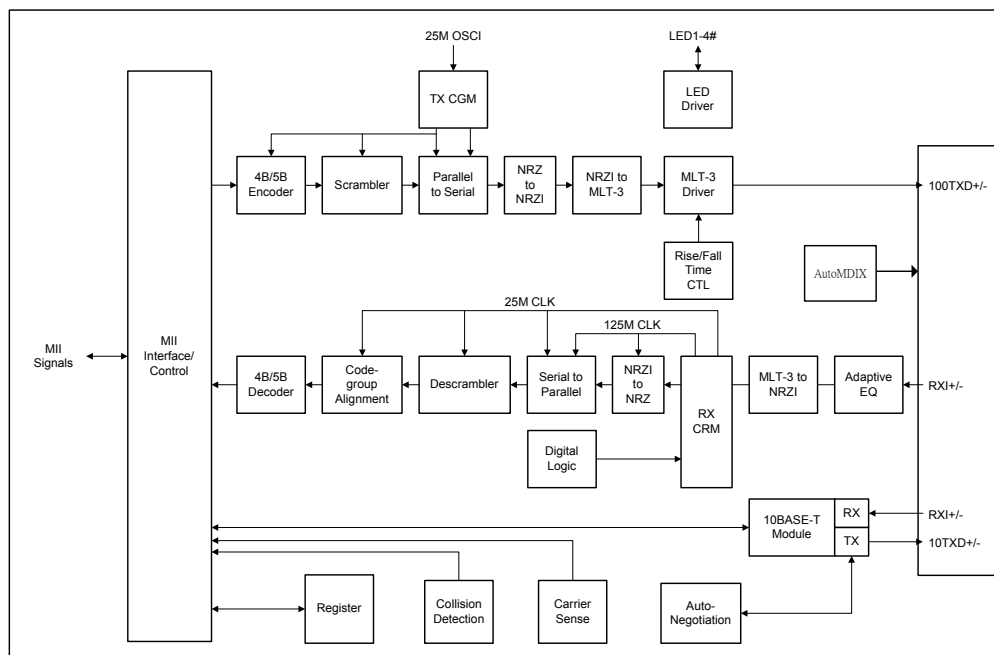 25M OSCI
LED1-4#
TX CGM
LED
Driver
4B/5B
Encoder
Scrambler
Parallel
to Serial
NRZ
to
NRZI
NRZI to
MLT-3
MLT-3
Driver
100TXD+/-
Rise/Fall
Time
CTL
AutoMDIX
25M CLK
125M CLK
MII
Signals
MII
Interface/
Control
4B/5B
Decoder
Code-
group
Alignment
Descrambler
Serial to
Parallel
NRZI
to
NRZ
RX
CRM
MLT-3 to
NRZI
Adaptive
EQ
RXI+/-
Digital
Logic
10BASE-T
Module
RX
TX
RXI+/-
10TXD+/-
Register
Collision
Detection
Carrier
Sense
Auto-
Negotiation